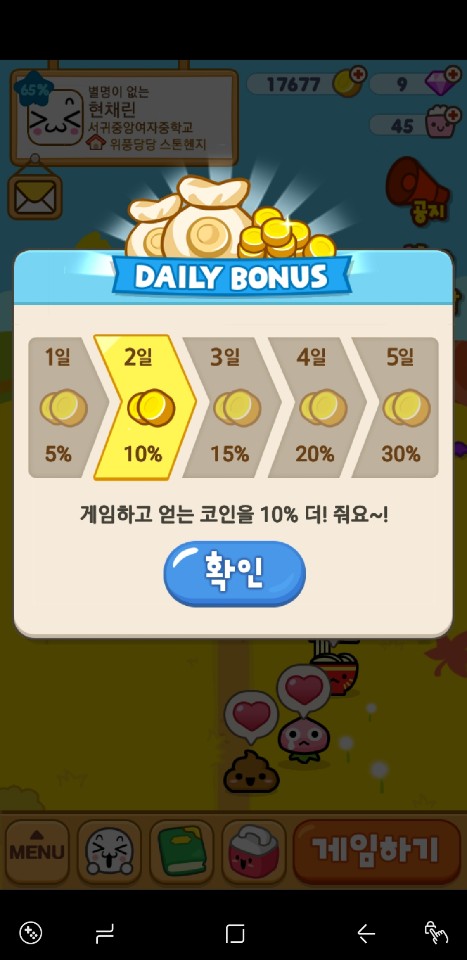 65%
별명이 없는
현채린
서귀중앙여자중학교
위풍당당 스톤헨지
17677
9
45
공지
DAILY BONUS
1일 2일 3일 4일 5일
5% 10% 15% 20% 30%
게임하고 얻는 코인을 10% 더! 줘요~!
확인
MENU
게임하기